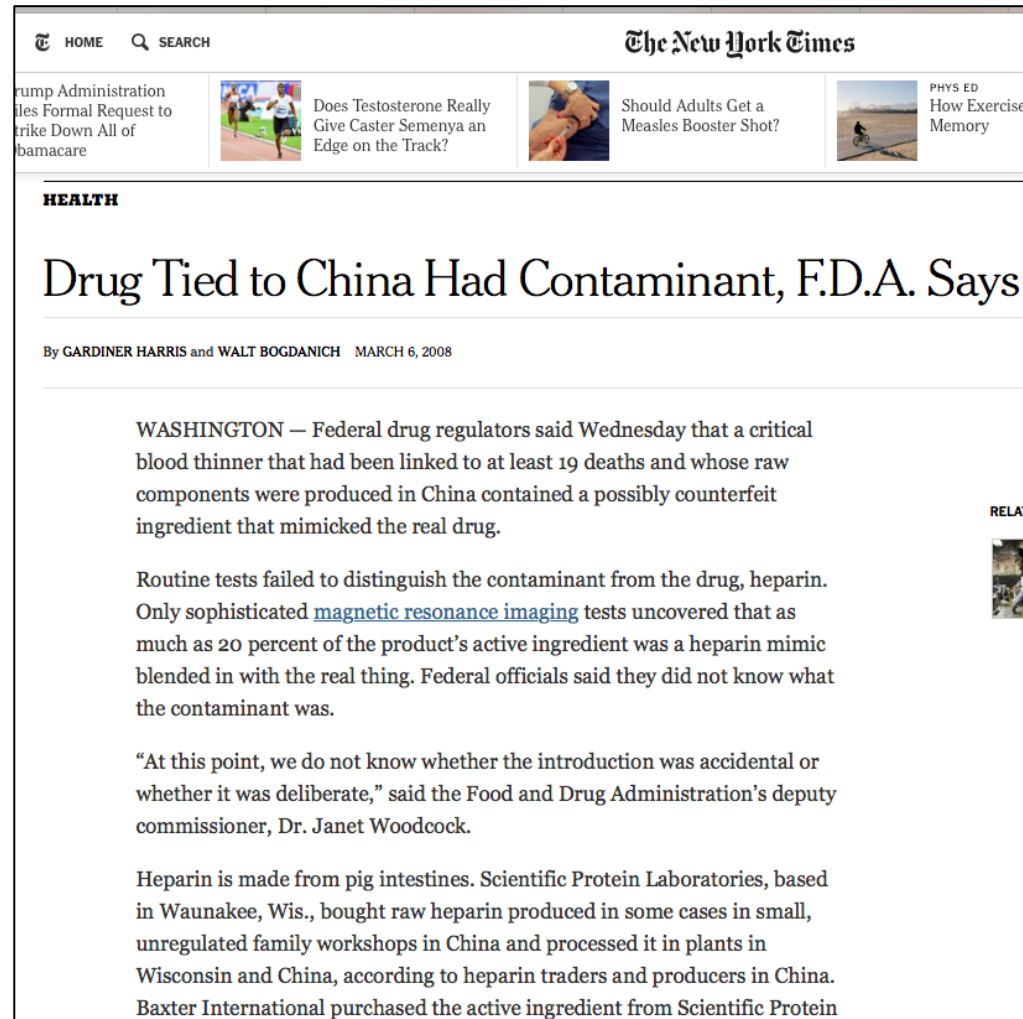 HOME
SEARCH
The New York Times
rump Administration
iles Formal Request to
trike Down All of
bamacare
Does Testosterone Really
Give Caster Semenya an
Edge on the Track?
Should Adults Get a
Measles Booster Shot?
PHYS ED
How Exercise
Memory
HEALTH
Drug Tied to China Had Contaminant, F.D.A. Says
By GARDINER HARRIS and WALT BOGDANICH MARCH 6, 2008
WASHINGTON — Federal drug regulators said Wednesday that a critical
blood thinner that had been linked to at least 19 deaths and whose raw
components were produced in China contained a possibly counterfeit
ingredient that mimicked the real drug.
Routine tests failed to distinguish the contaminant from the drug, heparin.
Only sophisticated magnetic resonance imaging tests uncovered that as
much as 20 percent of the product’s active ingredient was a heparin mimic
blended in with the real thing. Federal officials said they did not know what
the contaminant was.
“At this point, we do not know whether the introduction was accidental or
whether it was deliberate,” said the Food and Drug Administration’s deputy
commissioner, Dr. Janet Woodcock.
Heparin is made from pig intestines. Scientific Protein Laboratories, based
in Waunakee, Wis., bought raw heparin produced in some cases in small,
unregulated family workshops in China and processed it in plants in
Wisconsin and China, according to heparin traders and producers in China.
Baxter International purchased the active ingredient from Scientific Protein
RELA